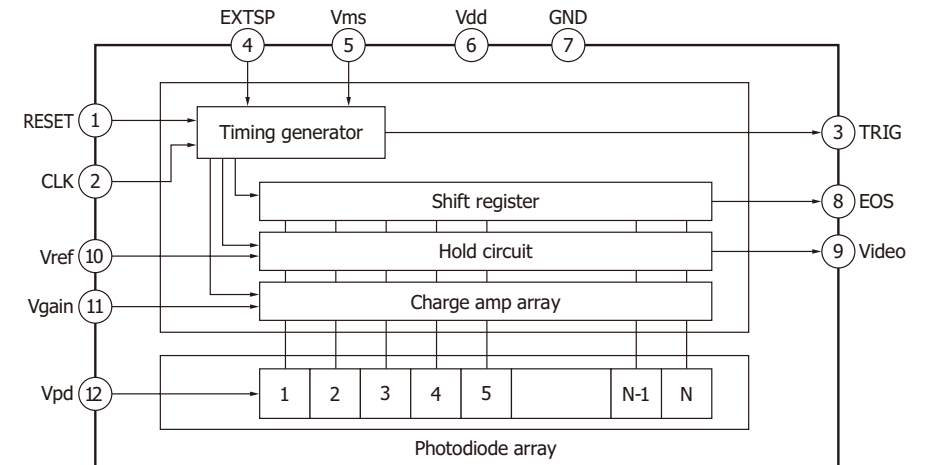 EXTSP Vms Vdd GND
4 5 6 7
RESET 1 Timing generator 3 TRIG
CLK 2
Shift register 8 EOS
Vref 10 Hold circuit 9 Video
Vgain 11 Charge amp array
Vpd 12 1 2 3 4 5 N-1 N
Photodiode array